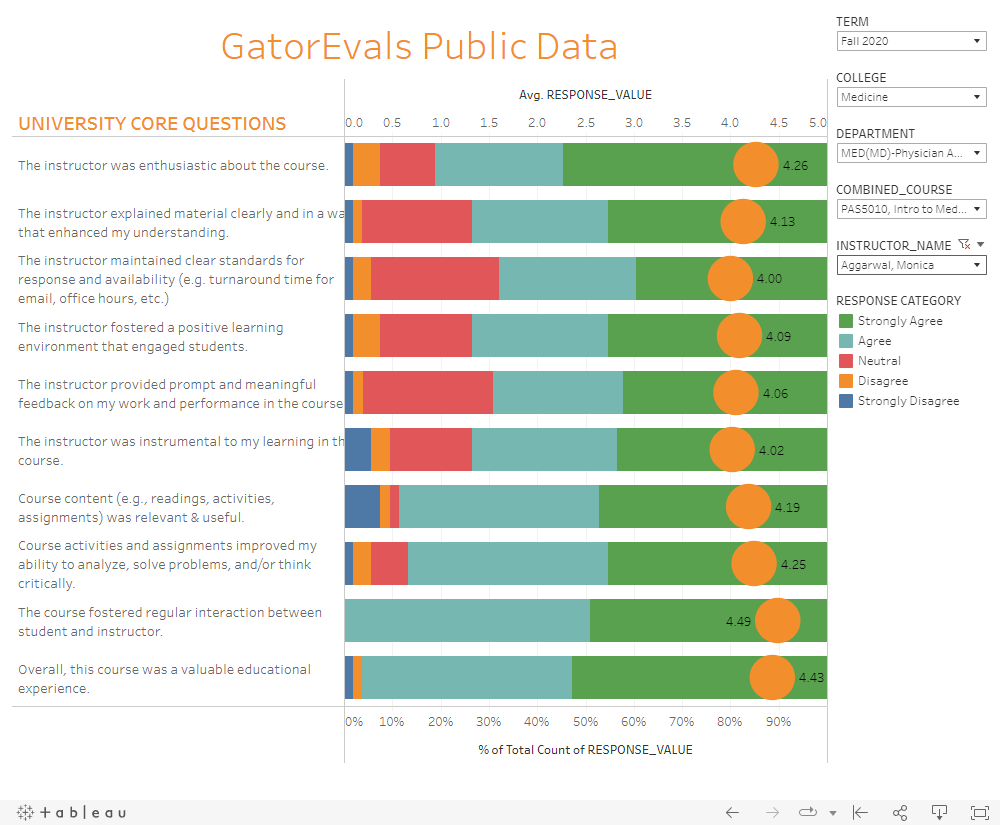 GatorEvals Public Data
TERM
Fall 2020
COLLEGE
Medicine
DEPARTMENT
MED(MD)-Physician A...
COMBINED_COURSE
PAS5010, Intro to Med...
INSTRUCTOR_NAME
Aggarwal, Monica
RESPONSE CATEGORY
Strongly Agree
Agree
Neutral
Disagree
Strongly Disagree
Avg. RESPONSE_VALUE
UNIVERSITY CORE QUESTIONS
0.0 0.5 1.0 1.5 2.0 2.5 3.0 3.5 4.0 4.5 5.0
The instructor was enthusiastic about the course.
4.26
The instructor explained material clearly and in a wa
that enhanced my understanding.
4.13
The instructor maintained clear standards for
response and availability (e.g. turnaround time for
email, office hours, etc.)
4.00
The instructor fostered a positive learning
environment that engaged students.
4.09
The instructor provided prompt and meaningful
feedback on my work and performance in the course
4.06
The instructor was instrumental to my learning in th
course.
4.02
Course content (e.g., readings, activities,
assignments) was relevant & useful.
4.19
Course activities and assignments improved my
ability to analyze, solve problems, and/or think
critically.
4.25
The course fostered regular interaction between
student and instructor.
4.49
Overall, this course was a valuable educational
experience.
4.43
0% 10% 20% 30% 40% 50% 60% 70% 80% 90%
% of Total Count of RESPONSE_VALUE
+ableau